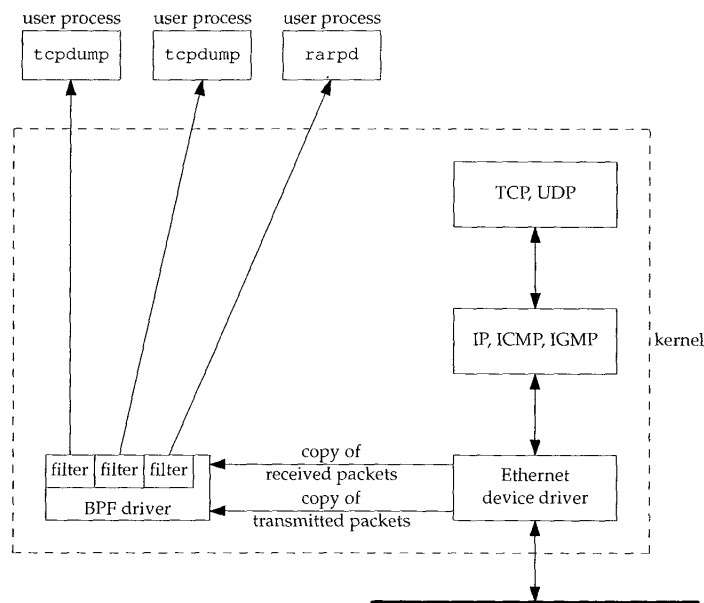 user process
user process
user process
tcpdump
tcpdump
rarpd
TCP, UDP
IP, ICMP, IGMP
kernel
filter
filter
filter
BPF driver
copy of
received packets
copy of
transmitted packets
Ethernet
device driver